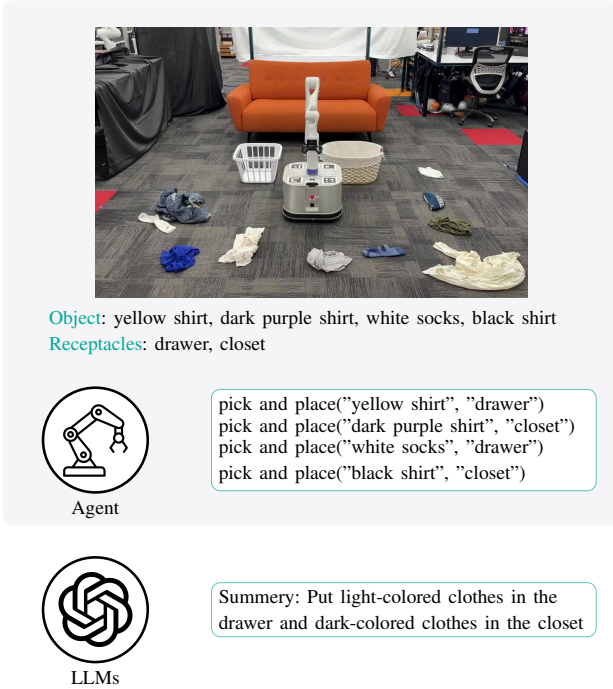 Object: yellow shirt, dark purple shirt, white socks, black shirt
Receptacles: drawer, closet
pick and place(”yellow shirt”, ”drawer”)
pick and place(”dark purple shirt”, ”closet”)
pick and place(”white socks”, ”drawer”)
pick and place(”black shirt”, ”closet”)
Agent
Summery: Put light-colored clothes in the
drawer and dark-colored clothes in the closet
LLMs